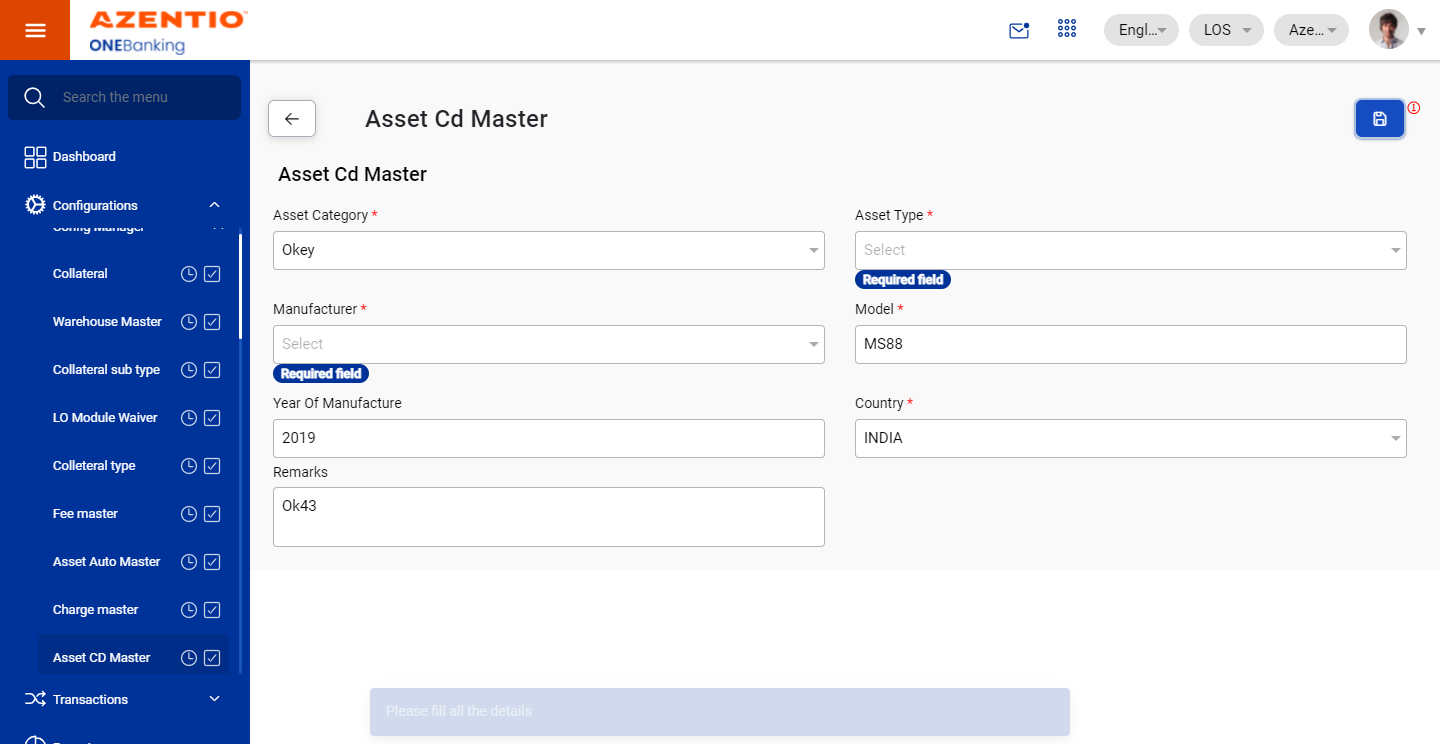 AZENTIO
ONEBanking
Engl...
LOS
Aze...
Search the menu
Dashboard
Configurations
Config Manager
Collateral
Warehouse Master
Collateral sub type
LO Module Waiver
Colleteral type
Fee master
Asset Auto Master
Charge master
Asset CD Master
Transactions
Asset Cd Master
Asset Cd Master
Asset Category *
Okey
Asset Type *
Select
Required field
Manufacturer *
Select
Required field
Model *
MS88
Year Of Manufacture
2019
Country *
INDIA
Remarks
Ok43
Please fill all the details